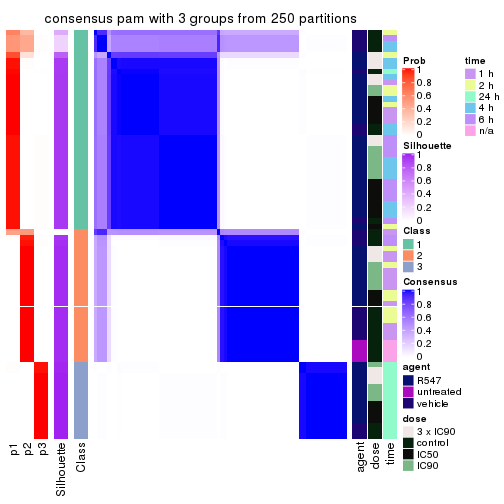 consensus pam with 3 groups from 250 partitions
Prob
1
0.8
0.6
0.4
0.2
0
Silhouette
1
0.8
0.6
0.4
0.2
0
Class
1
2
3
Consensus
1
0.8
0.6
0.4
0.2
0
agent
R547
untreated
vehicle
dose
3 x IC90
control
IC50
IC90
time
1 h
2 h
24 h
4 h
6 h
n/a
p1
p2
p3
Silhouette
Class
agent
dose
time